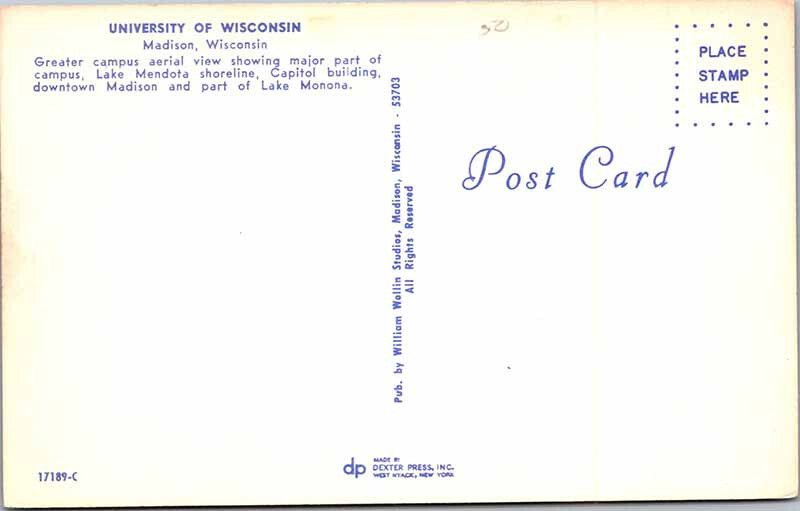 UNIVERSITY OF WISCONSIN
Madison, Wisconsin
Greater campus aerial view showing major part of
campus, Lake Mendota shoreline, Capitol building,
downtown Madison and part of Lake Monona.
50
PLACE
STAMP
HERE
Post Card
Pub. by William Wollin Studios, Madison, Wisconsin - 53703
All Rights Reserved
17189-C
dp
MADE BY
DEXTER PRESS, INC.
WEST NYACK, NEW YORK